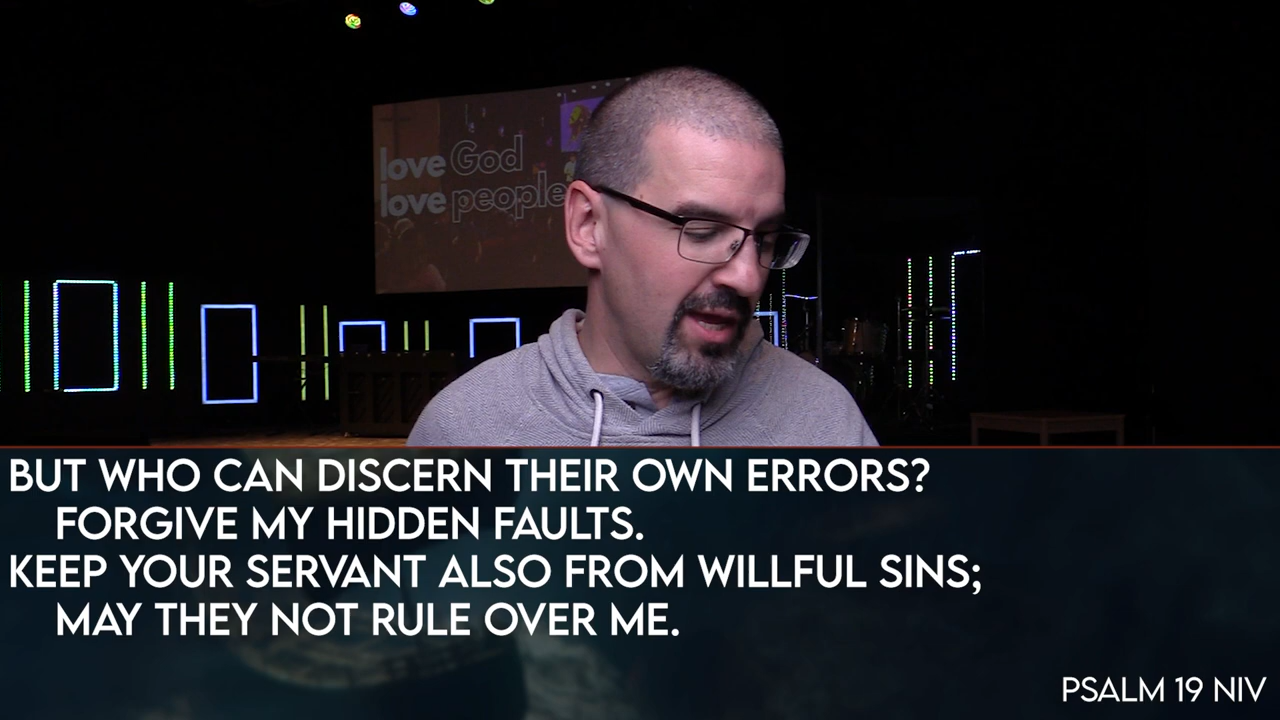 love God
love people
BUT WHO CAN DISCERN THEIR OWN ERRORS?
FORGIVE MY HIDDEN FAULTS.
KEEP YOUR SERVANT ALSO FROM WILLFUL SINS;
MAY THEY NOT RULE OVER ME.
PSALM 19 NIV